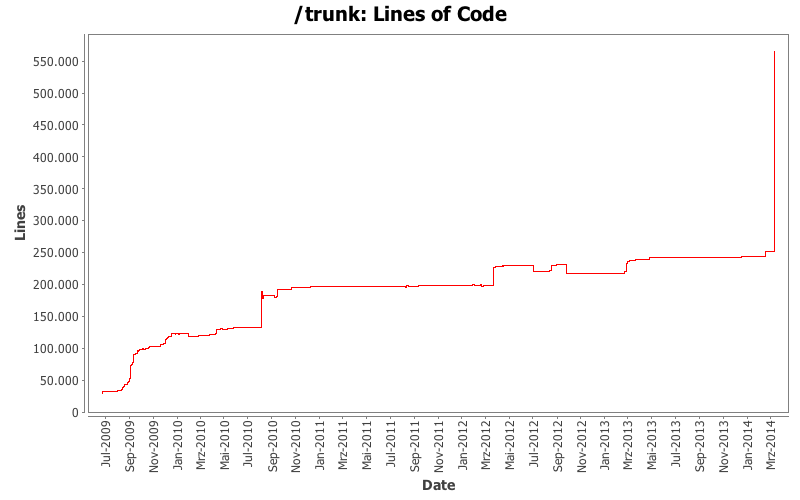 /trunk: Lines of Code
Lines
550.000
500.000
450.000
400.000
350.000
300.000
250.000
200.000
150.000
100.000
50.000
0
Jul-2009
Sep-2009
Nov-2009
Jan-2010
Mrz-2010
Mai-2010
Jul-2010
Sep-2010
Nov-2010
Jan-2011
Mrz-2011
Mai-2011
Jul-2011
Sep-2011
Nov-2011
Jan-2012
Mrz-2012
Mai-2012
Jul-2012
Sep-2012
Nov-2012
Jan-2013
Mrz-2013
Mai-2013
Jul-2013
Sep-2013
Nov-2013
Jan-2014
Mrz-2014
Date